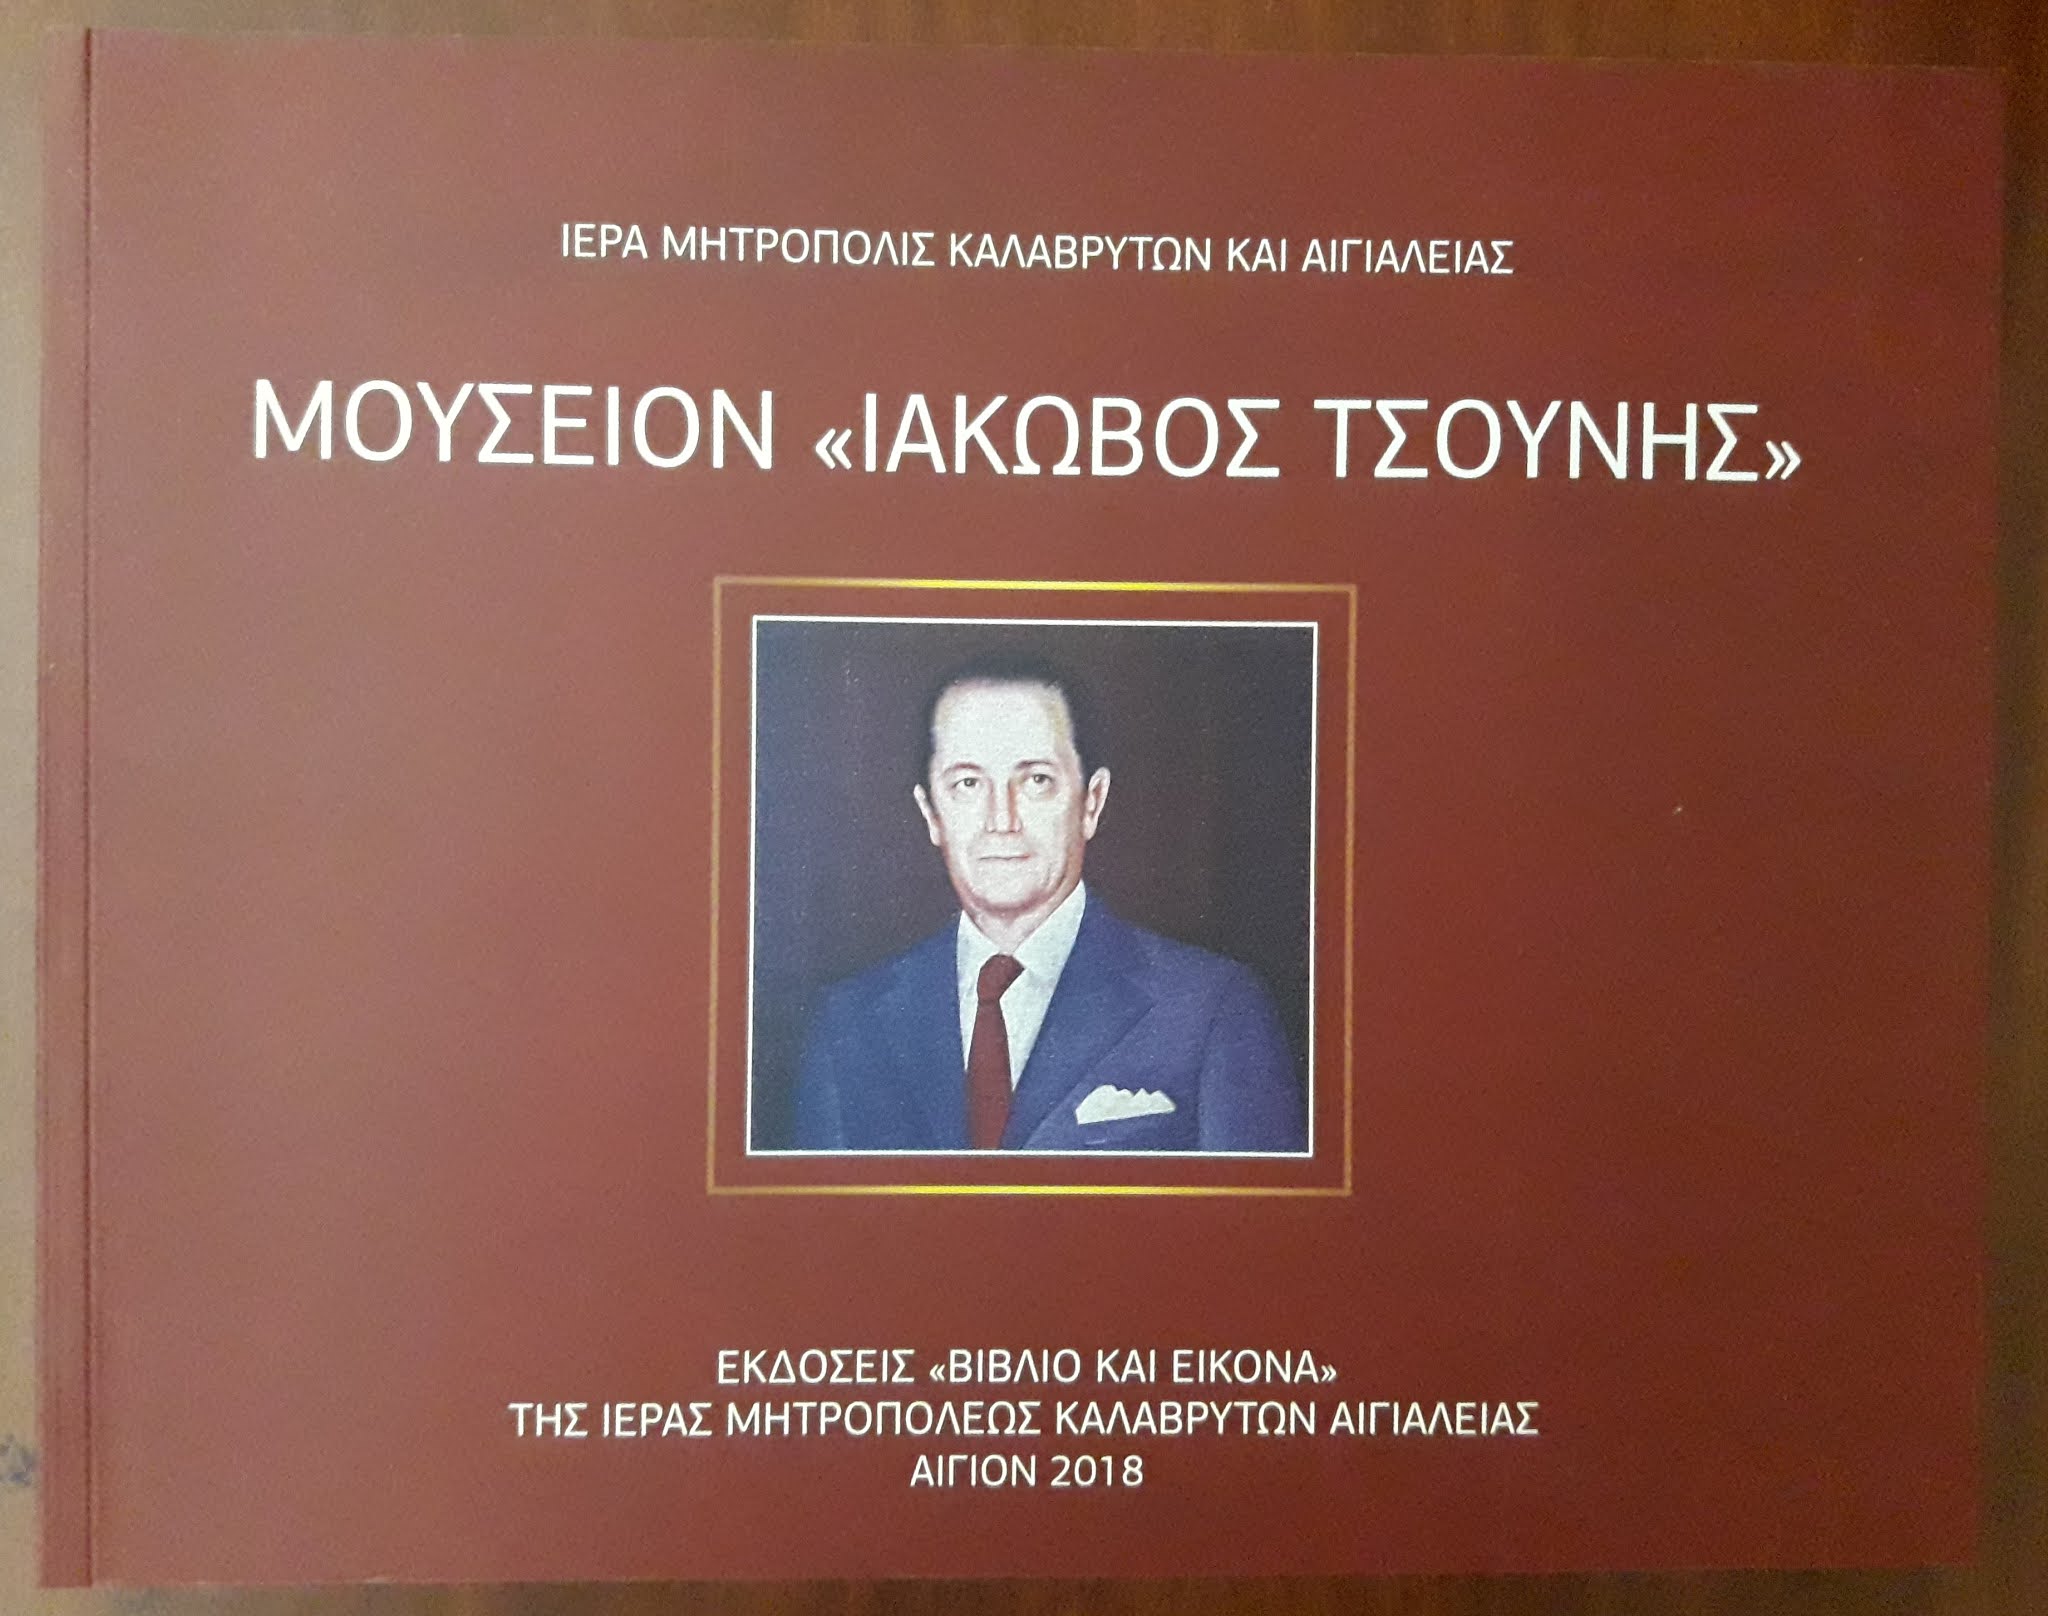 ΙΕΡΑ ΜΗΤΡΟΠΟΛΙΣ ΚΑΛΑΒΡΥΤΩΝ ΚΑΙ ΑΙΓΙΑΛΕΙΑΣ
ΜΟΥΣΕΙΟΝ «ΙΑΚΩΒΟΣ ΤΣΟΥΝΗΣ»
ΕΚΔΟΣΕΙΣ «ΒΙΒΛΙΟ ΚΑΙ ΕΙΚΟΝΑ»
ΤΗΣ ΙΕΡΑΣ ΜΗΤΡΟΠΟΛΕΩΣ ΚΑΛΑΒΡΥΤΩΝ ΑΙΓΙΑΛΕΙΑΣ
ΑΙΓΙΟΝ 2018